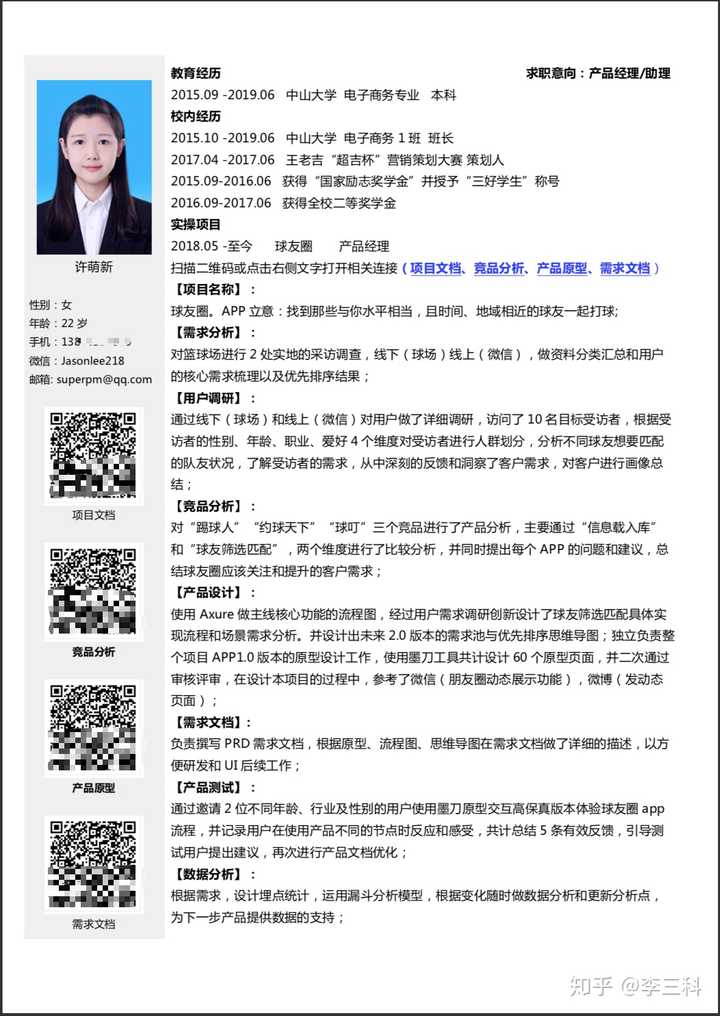 许萌新
性别：女
年龄：22 岁
手机：138
微信：Jasonlee218
邮箱: superpm@qq.com
项目文档
竞品分析
产品原型
需求文档
教育经历
求职意向：产品经理/助理
2015.09 -2019.06 中山大学 电子商务专业 本科
校内经历
2015.10 -2019.06 中山大学 电子商务 1 班 班长
2017.04 -2017.06 王老吉“超吉杯”营销策划大赛 策划人
2015.09-2016.06 获得“国家励志奖学金”并授予“三好学生”称号
2016.09-2017.06 获得全校二等奖学金
实操项目
2018.05 -至今 球友圈 产品经理
扫描二维码或点击右侧文字打开相关连接（项目文档、竞品分析、产品原型、需求文档）
【项目名称】：
球友圈。APP 立意：找到那些与你水平相当，且时间、地域相近的球友一起打球;
【需求分析】：
对篮球场进行 2 处实地的采访调查，线下（球场）线上（微信），做资料分类汇总和用户
的核心需求梳理以及优先排序结果；
【用户调研】：
通过线下（球场）和线上（微信）对用户做了详细调研，访问了 10 名目标受访者，根据受
访者的性别、年龄、职业、爱好 4 个维度对受访者进行人群划分，分析不同球友想要匹配
的队友状况，了解受访者的需求，从中深刻的反馈和洞察了客户需求，对客户进行画像总
结；
【竞品分析】：
对“踢球人”“约球天下”“球叮”三个竞品进行了产品分析，主要通过“信息载入库”
和“球友筛选匹配”，两个维度进行了比较分析，并同时提出每个 APP 的问题和建议，总
结球友圈应该关注和提升的客户需求；
【产品设计】：
使用 Axure 做主线核心功能的流程图，经过用户需求调研创新设计了球友筛选匹配具体实
现流程和场景需求分析。并设计出未来 2.0 版本的需求池与优先排序思维导图；独立负责整
个项目 APP1.0 版本的原型设计工作，使用墨刀工具共计设计 60 个原型页面，并二次通过
审核评审，在设计本项目的过程中，参考了微信（朋友圈动态展示功能），微博（发动态
页面）；
【需求文档】：
负责撰写 PRD 需求文档，根据原型、流程图、思维导图在需求文档做了详细的描述，以方
便研发和 UI 后续工作；
【产品测试】：
通过邀请 2 位不同年龄、行业及性别的用户使用墨刀原型交互高保真版本体验球友圈 app
流程，并记录用户在使用产品不同的节点时反应和感受，共计总结 5 条有效反馈，引导测
试用户提出建议，再次进行产品文档优化；
【数据分析】：
根据需求，设计埋点统计，运用漏斗分析模型，根据变化随时做数据分析和更新分析点，
为下一步产品提供数据的支持；
知乎 @李三科